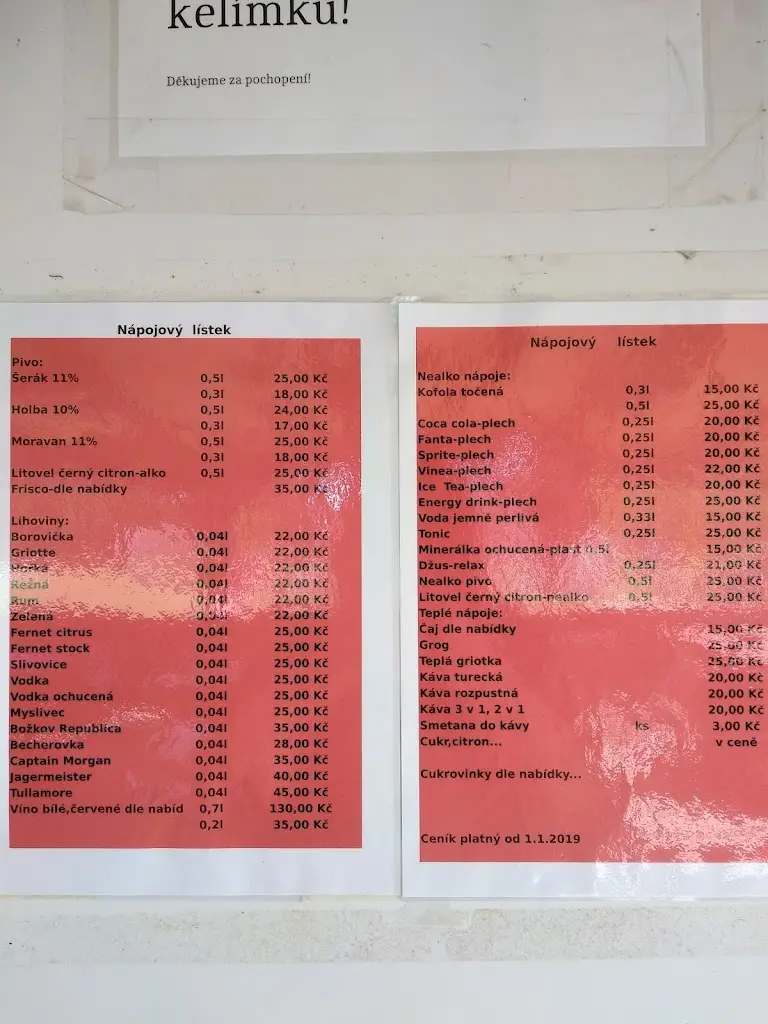 kelímku!
Děkujeme za pochopení!
Nápojový lístek
Pivo:
Šerák 11% 0,5l 25,00 Kč
0,3l 18,00 Kč
Holba 10% 0,5l 24,00 Kč
0,3l 17,00 Kč
Moravan 11% 0,5l 25,00 Kč
0,3l 18,00 Kč
Litovel černý citron-alko 0,5l 25,00 Kč
Frisco-dle nabídky 35,00 Kč
Lihoviny:
Borovička 0,04l 22,00 Kč
Griotte 0,04l 22,00 Kč
Hořká 0,04l 22,00 Kč
Režná 0,04l 22,00 Kč
Rum 0,04l 22,00 Kč
Zelená 0,04l 22,00 Kč
Fernet citrus 0,04l 25,00 Kč
Fernet stock 0,04l 25,00 Kč
Slivovice 0,04l 25,00 Kč
Vodka 0,04l 25,00 Kč
Vodka ochucená 0,04l 25,00 Kč
Myslivec 0,04l 25,00 Kč
Božkov Republica 0,04l 35,00 Kč
Becherovka 0,04l 28,00 Kč
Captain Morgan 0,04l 35,00 Kč
Jagermeister 0,04l 40,00 Kč
Tullamore 0,04l 45,00 Kč
Víno bílé,červené dle nabíd 0,7l 130,00 Kč
0,2l 35,00 Kč
Nápojový lístek
Nealko nápoje:
Kofola točená 0,3l 15,00 Kč
0,5l 25,00 Kč
Coca cola-plech 0,25l 20,00 Kč
Fanta-plech 0,25l 20,00 Kč
Sprite-plech 0,25l 20,00 Kč
Vinea-plech 0,25l 22,00 Kč
Ice Tea-plech 0,25l 20,00 Kč
Energy drink-plech 0,25l 25,00 Kč
Voda jemně perlivá 0,33l 15,00 Kč
Tonic 0,25l 25,00 Kč
Minerálka ochucená-plast 0,5l 15,00 Kč
Džus-relax 0,25l 21,00 Kč
Nealko pivo 0,5l 25,00 Kč
Litovel černý citron-nealko 0,5l 25,00 Kč
Teplé nápoje:
Čaj dle nabídky 15,00 Kč
Grog 25,00 Kč
Teplá griotka 25,00 Kč
Káva turecká 20,00 Kč
Káva rozpustná 20,00 Kč
Káva 3 v 1, 2 v 1 20,00 Kč
Smetana do kávy ks 3,00 Kč
Cukr,citron... v ceně
Cukrovinky dle nabídky...
Ceník platný od 1.1.2019